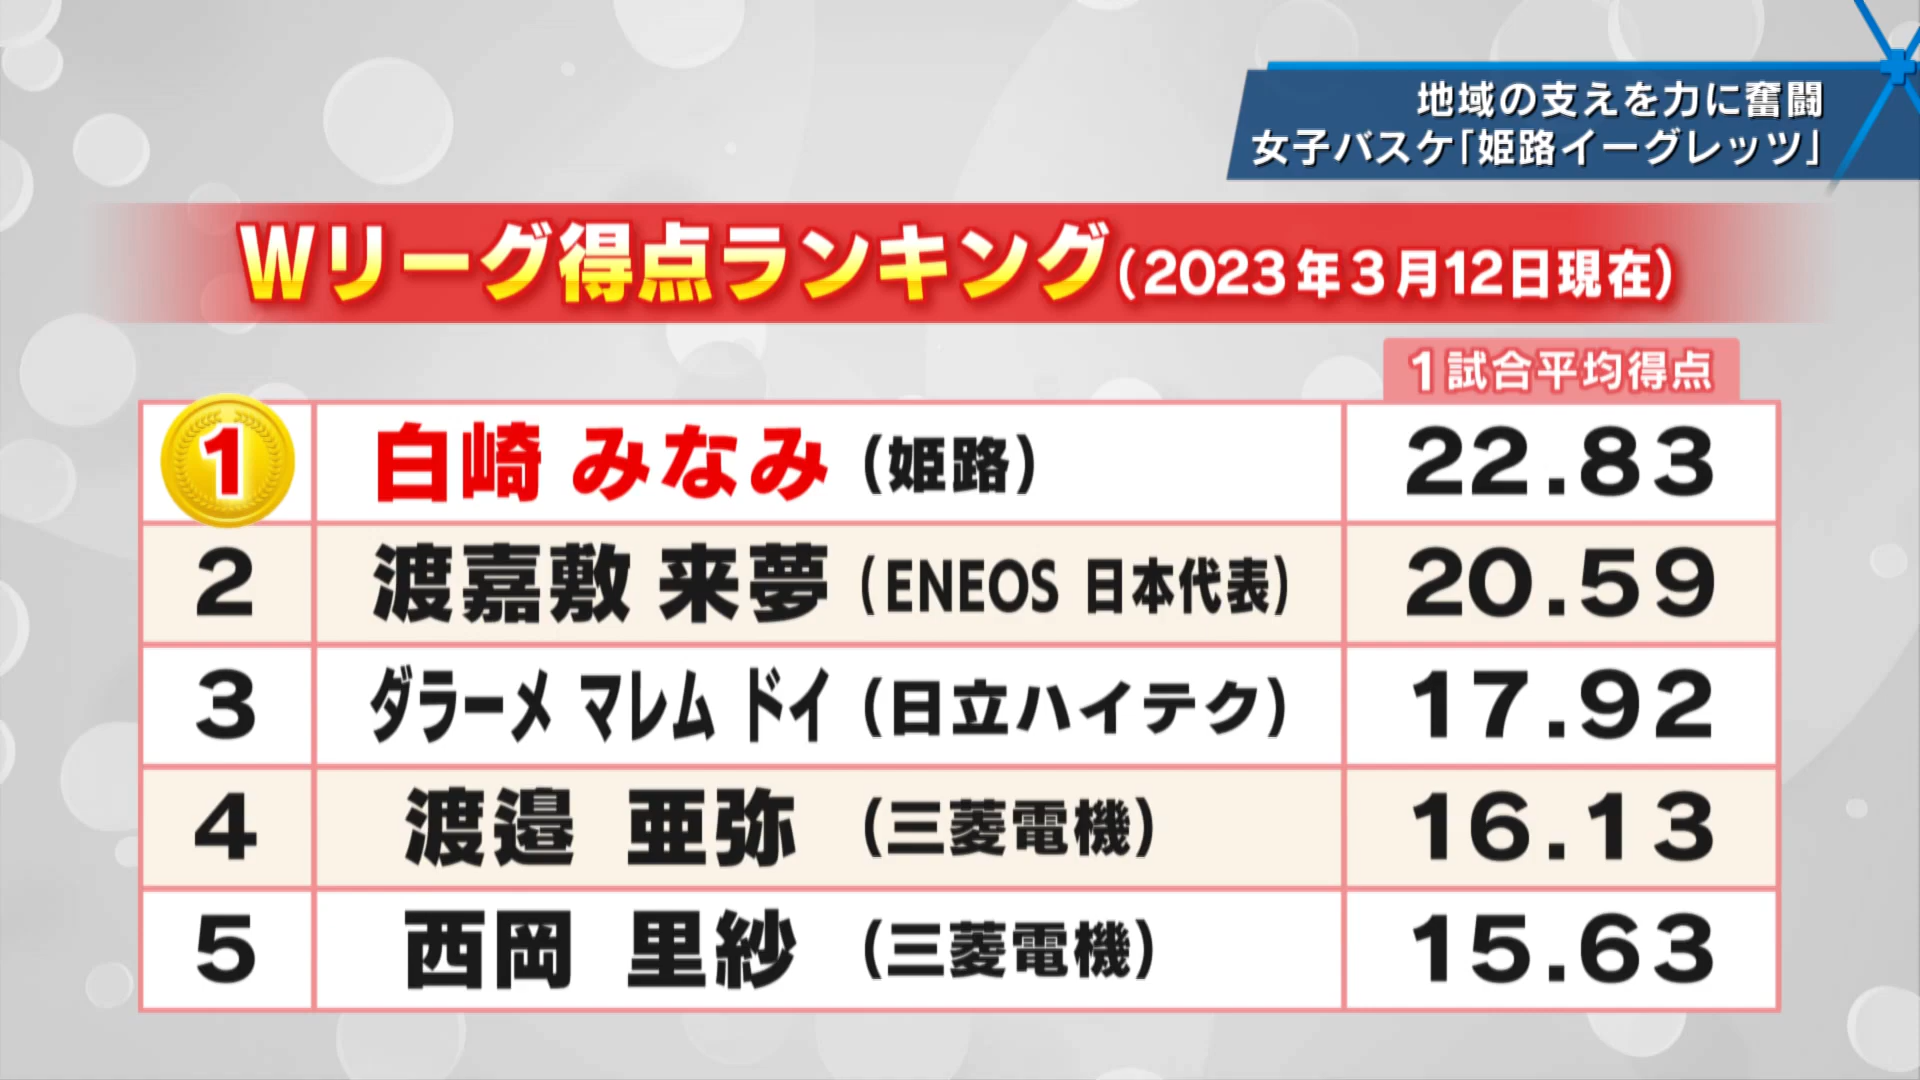 地域の支えを力に奮闘
女子バスケ「姫路イーグレッツ」
Wリーグ得点ランキング(2023年3月12日現在)
1試合平均得点
1 白崎 みなみ (姫路) 22.83
2 渡嘉敷 来夢 (ENEOS 日本代表) 20.59
3 ダラーメ マレム ドイ (日立ハイテク) 17.92
4 渡邉 亜弥 (三菱電機) 16.13
5 西岡 里紗 (三菱電機) 15.63